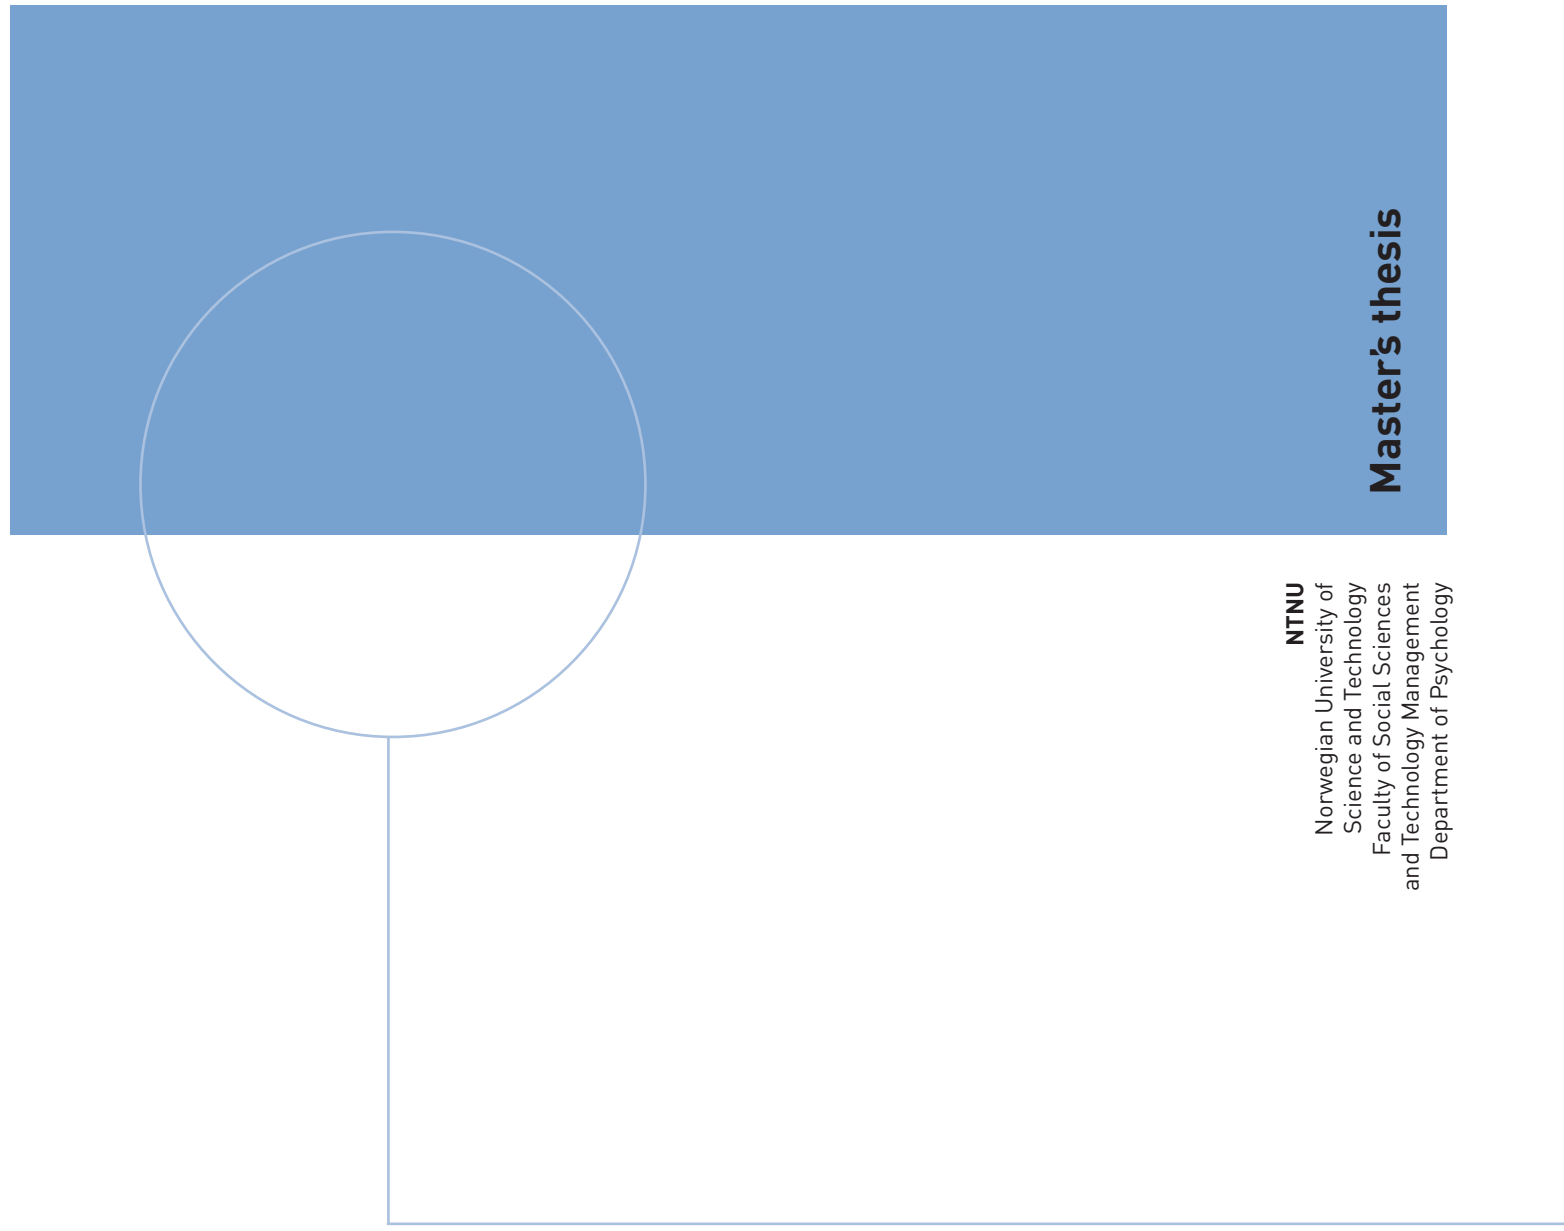 Master's thesis
NTNU
Norwegian University of
Science and Technology
Faculty of Social Sciences
and Technology Management
Department of Psychology